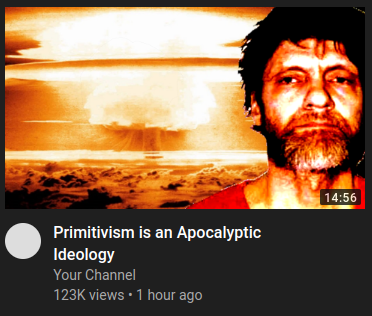 14:56
Primitivism is an Apocalyptic
Ideology
Your Channel
123K views • 1 hour ago